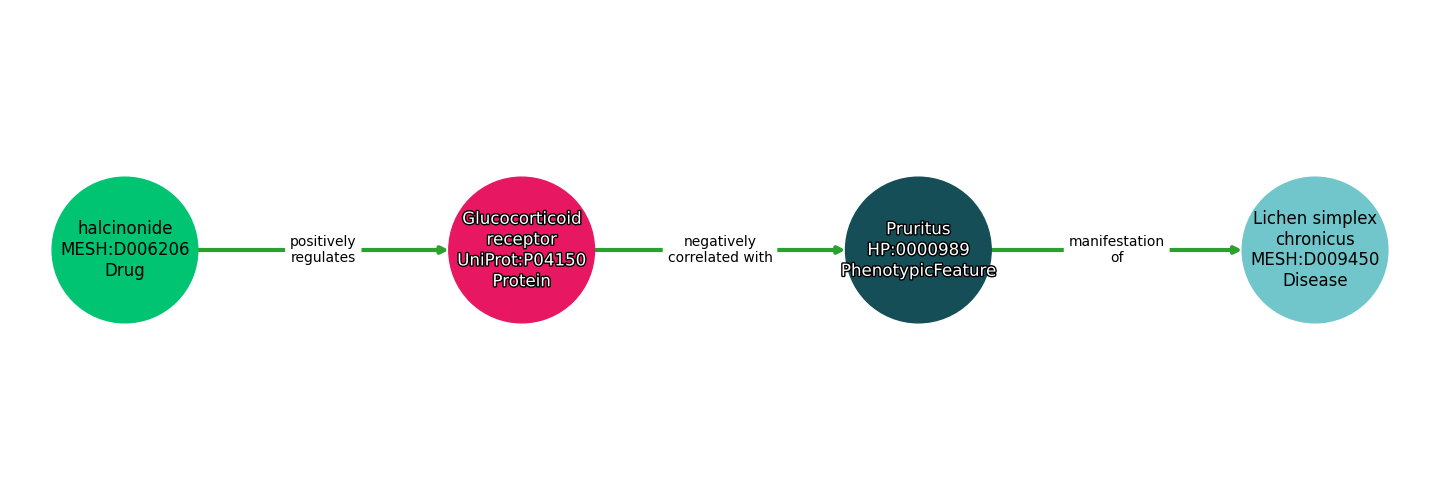 halcinonide
MESH:D006206
Drug
positively
regulates
Glucocorticoid
receptor
UniProt:P04150
Protein
negatively
correlated with
Pruritus
HP:0000989
PhenotypicFeature
manifestation
of
Lichen simplex
chronicus
MESH:D009450
Disease